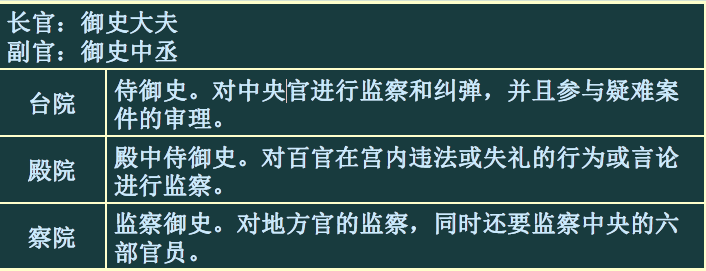 长官：御史大夫
副官：御史中丞
台院
侍御史。对中央官进行监察和纠弹，并且参与疑难案
件的审理。
殿院
殿中侍御史。对百官在宫内违法或失礼的行为或言论
进行监察。
察院
监察御史。对地方官的监察，同时还要监察中央的六
部官员。